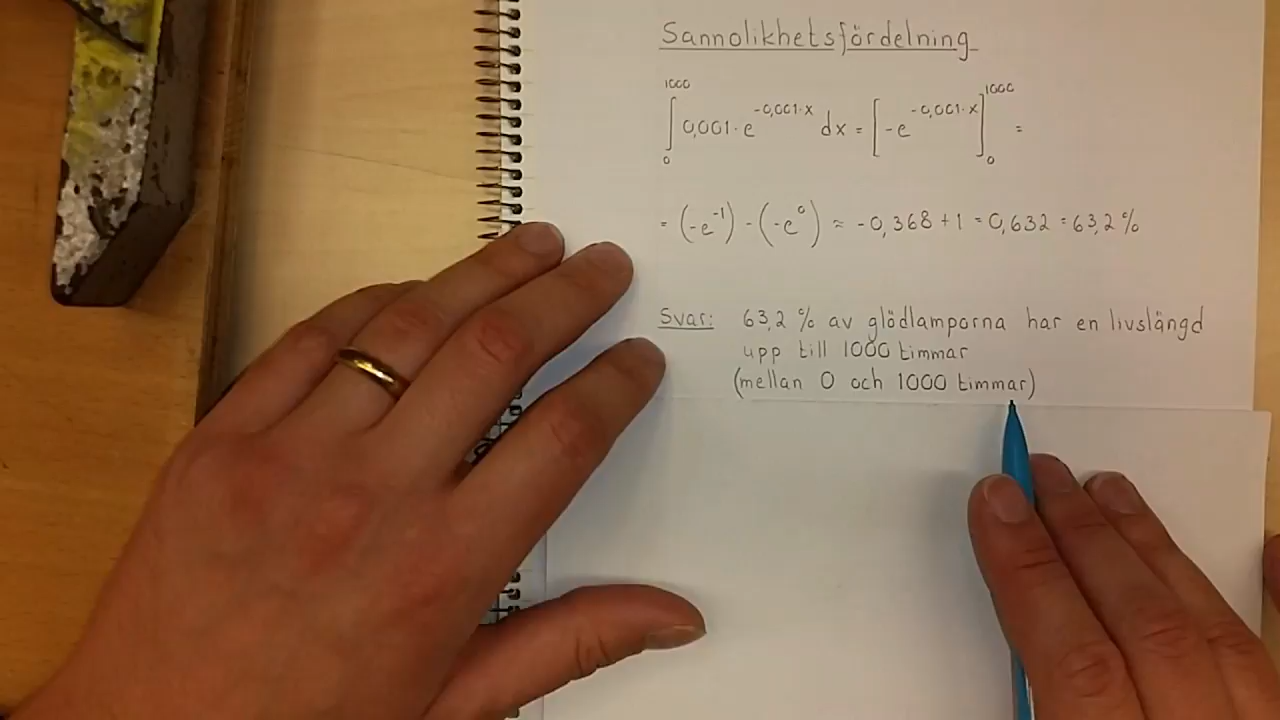 Sannolikhetsfördelning
∫₀¹⁰⁰⁰ 0,001·e^(-0,001·x) dx = [-e^(-0,001·x)]₀¹⁰⁰⁰ =
= (-e⁻¹) - (-e⁰) ≈ -0,368 + 1 = 0,632 = 63,2 %
Svar: 63,2 % av glödlamporna har en livslängd
upp till 1000 timmar
(mellan 0 och 1000 timmar)